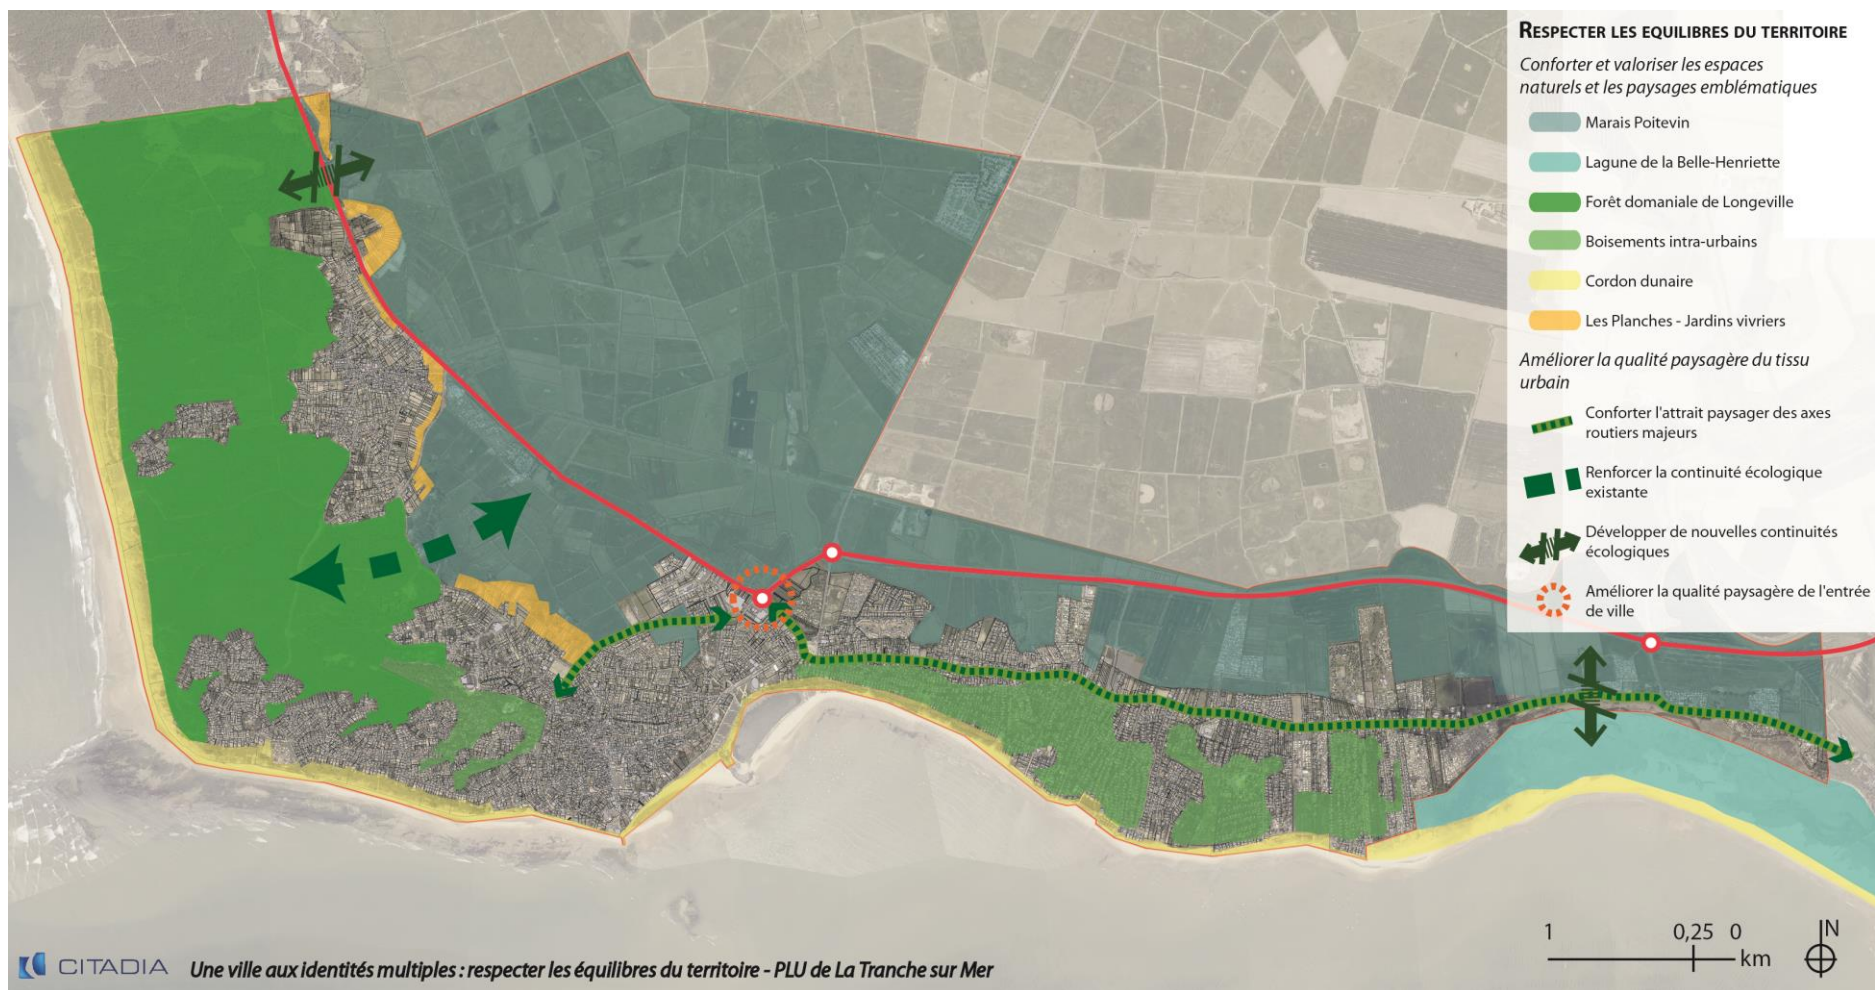 RESPECTER LES EQUILIBRES DU TERRITOIRE
Conforter et valoriser les espaces
naturels et les paysages emblématiques
Marais Poitevin
Lagune de la Belle-Henriette
Forêt domaniale de Longeville
Boisements intra-urbains
Cordon dunaire
Les Planches - Jardins vivriers
Améliorer la qualité paysagère du tissu
urbain
Conforter l'attrait paysager des axes
routiers majeurs
Renforcer la continuité écologique
existante
Développer de nouvelles continuités
écologiques
Améliorer la qualité paysagère de l'entrée
de ville
1 0,25 0
km
N
CITADIA
Une ville aux identités multiples : respecter les équilibres du territoire - PLU de La Tranche sur Mer